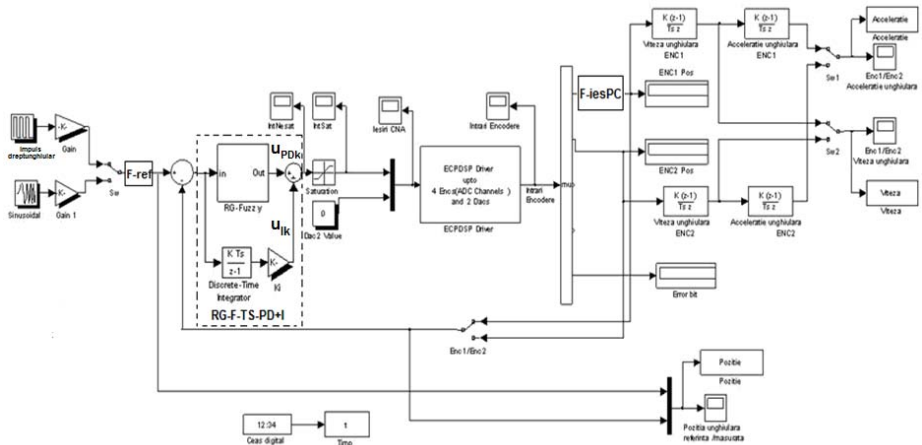 Impuls
dreptunghiular
-K-
Gain
Sinusoidal
K-
Gain 1
Sw
F-ref
In
Out
RG-Fuzzy
uPDk
uIk
K Ts
z-1
Discrete-Time
Integrator
K-
Ki
RG-F-TS-PD+I
IntNesat
IntSat
Saturation
0
Dac2 Value
Iesiri CNA
ECPDSP Driver
upto
4 Encs(ADC Channels )
and 2 Dacs
ECPDSP Driver
Intrari Encodere
Intrari
Encodere
F-iesPC
K (z-1)
Ts z
Viteza unghiulara
ENC1
K (z-1)
Ts z
Acceleratie unghiulara
ENC1
ENC1 Pos
ENC2 Pos
K (z-1)
Ts z
Viteza unghiulara
ENC2
K (z-1)
Ts z
Acceleratie unghiulara
ENC2
Error bit
Sw1
Sw2
Acceleratie
Acceleratie
Enc1/Enc2
Acceleratie unghiulara
Enc1/Enc2
Viteza unghiulara
Viteza
Viteza
Enc1/Enc2
Pozitie
Pozitie
Pozitia unghiulara
referinta /masurata
12:34
Ceas digital
t
Timp